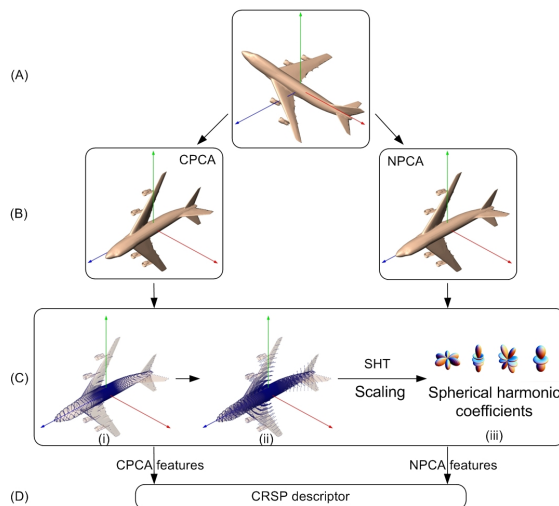 (A)
CPCA
NPCA
(B)
(C)
SHT
Scaling
Spherical harmonic
coefficients
(i)
(ii)
(iii)
CPCA features
NPCA features
(D)
CRSP descriptor